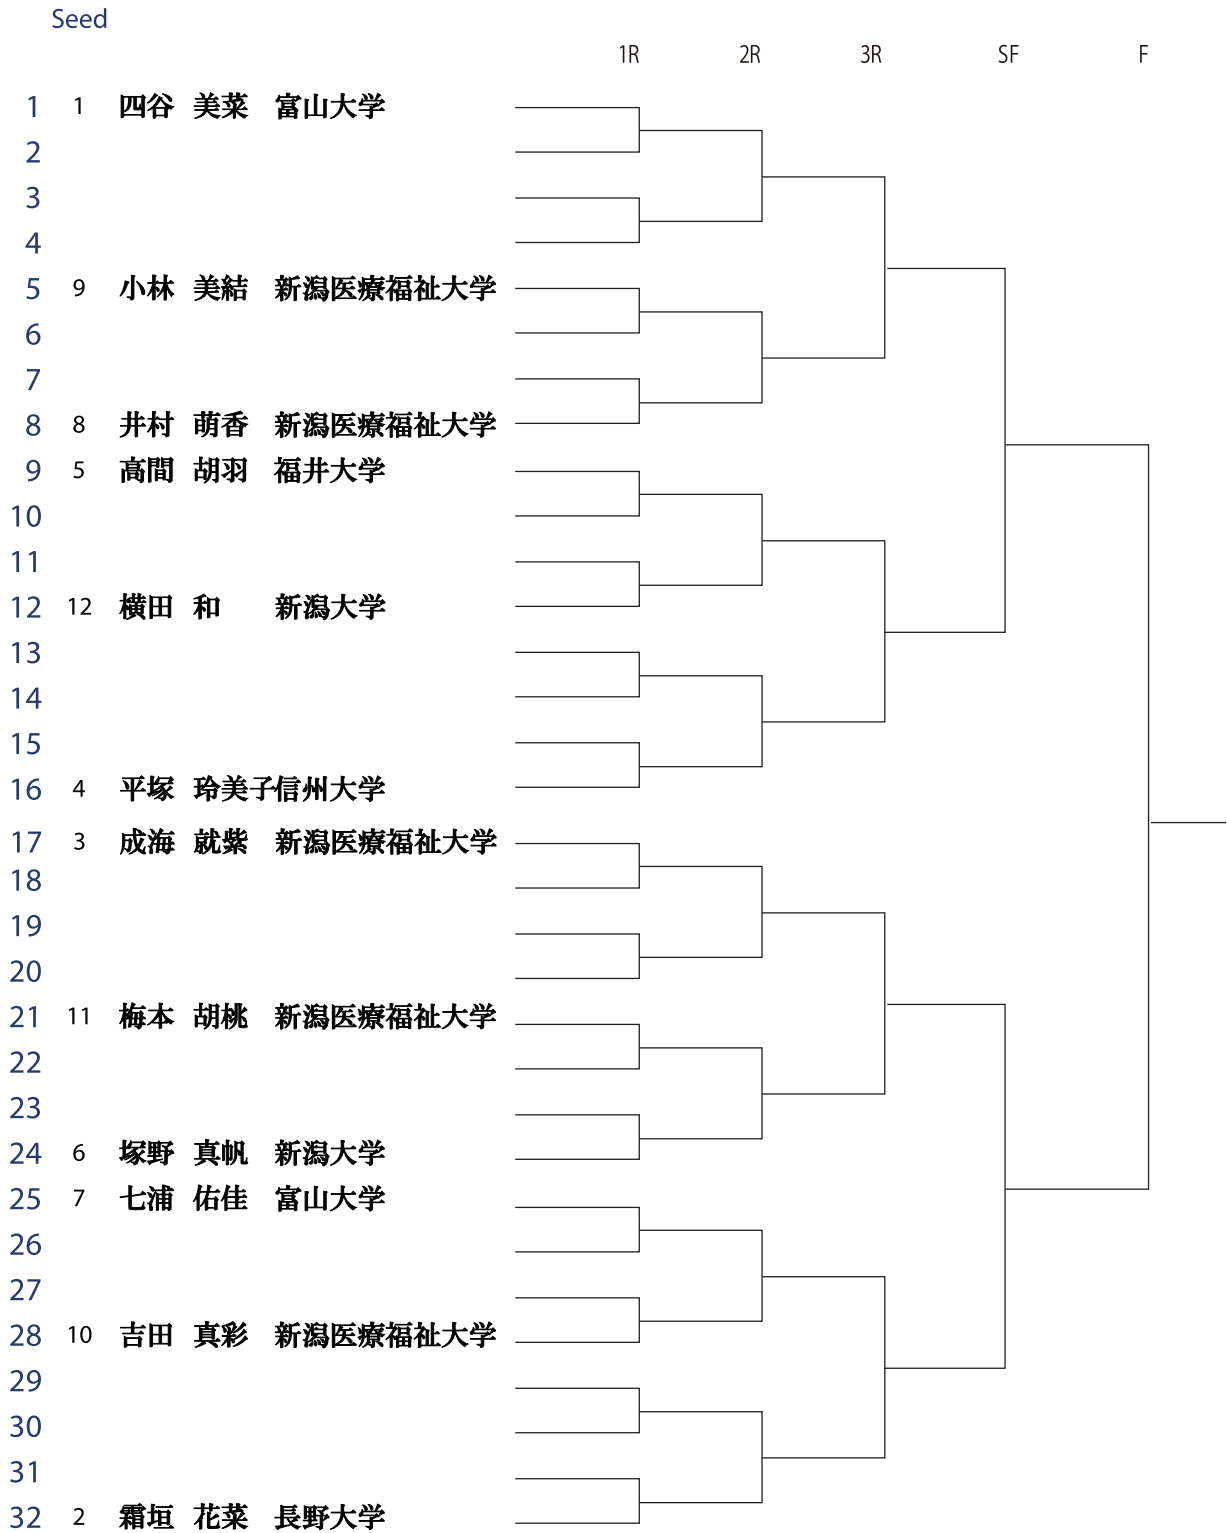 Seed
1R 2R 3R SF F
1 1 四谷 美菜 富山大学
2
3
4
5 9 小林 美結 新潟医療福祉大学
6
7
8 8 井村 萌香 新潟医療福祉大学
9 5 高間 胡羽 福井大学
10
11
12 12 横田 和 新潟大学
13
14
15
16 4 平塚 玲美子 信州大学
17 3 成海 就紫 新潟医療福祉大学
18
19
20
21 11 梅本 胡桃 新潟医療福祉大学
22
23
24 6 塚野 真帆 新潟大学
25 7 七浦 佑佳 富山大学
26
27
28 10 吉田 真彩 新潟医療福祉大学
29
30
31
32 2 霜垣 花菜 長野大学